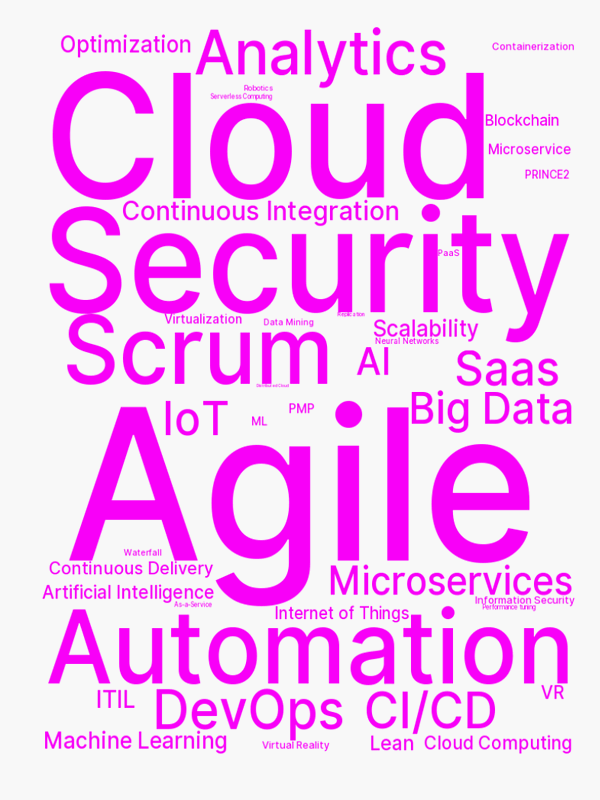 Optimization
Analytics
Containerization
Robotics
Serverless Computing
Cloud
Blockchain
Microservice
PRINCE2
Continuous Integration
Security
PaaS
Virtualization
Data Mining
Replication
Scalability
Neural Networks
Scrum
AI
Saas
IoT
ML
PMP
Big Data
Agile
Waterfall
Continuous Delivery
Microservices
Artificial Intelligence
As-a-Service
Information Security
Performance tuning
Internet of Things
Automation
ITIL
DevOps
CI/CD
VR
Machine Learning
Virtual Reality
Lean
Cloud Computing